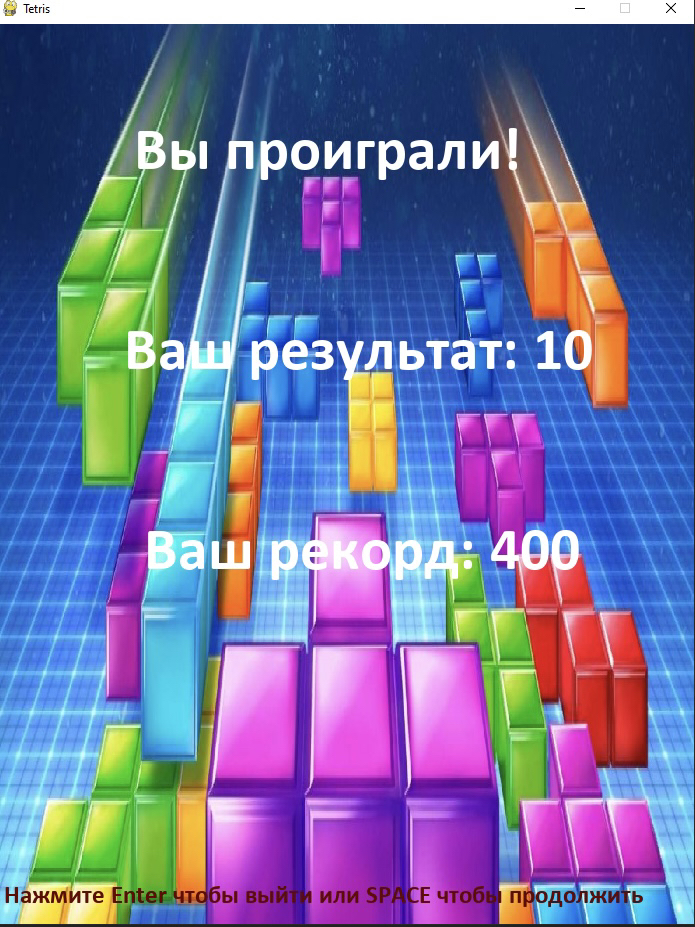 Tetris
Вы проиграли!
Ваш результат: 10
Ваш рекорд: 400
Нажмите Enter чтобы выйти или SPACE чтобы продолжить